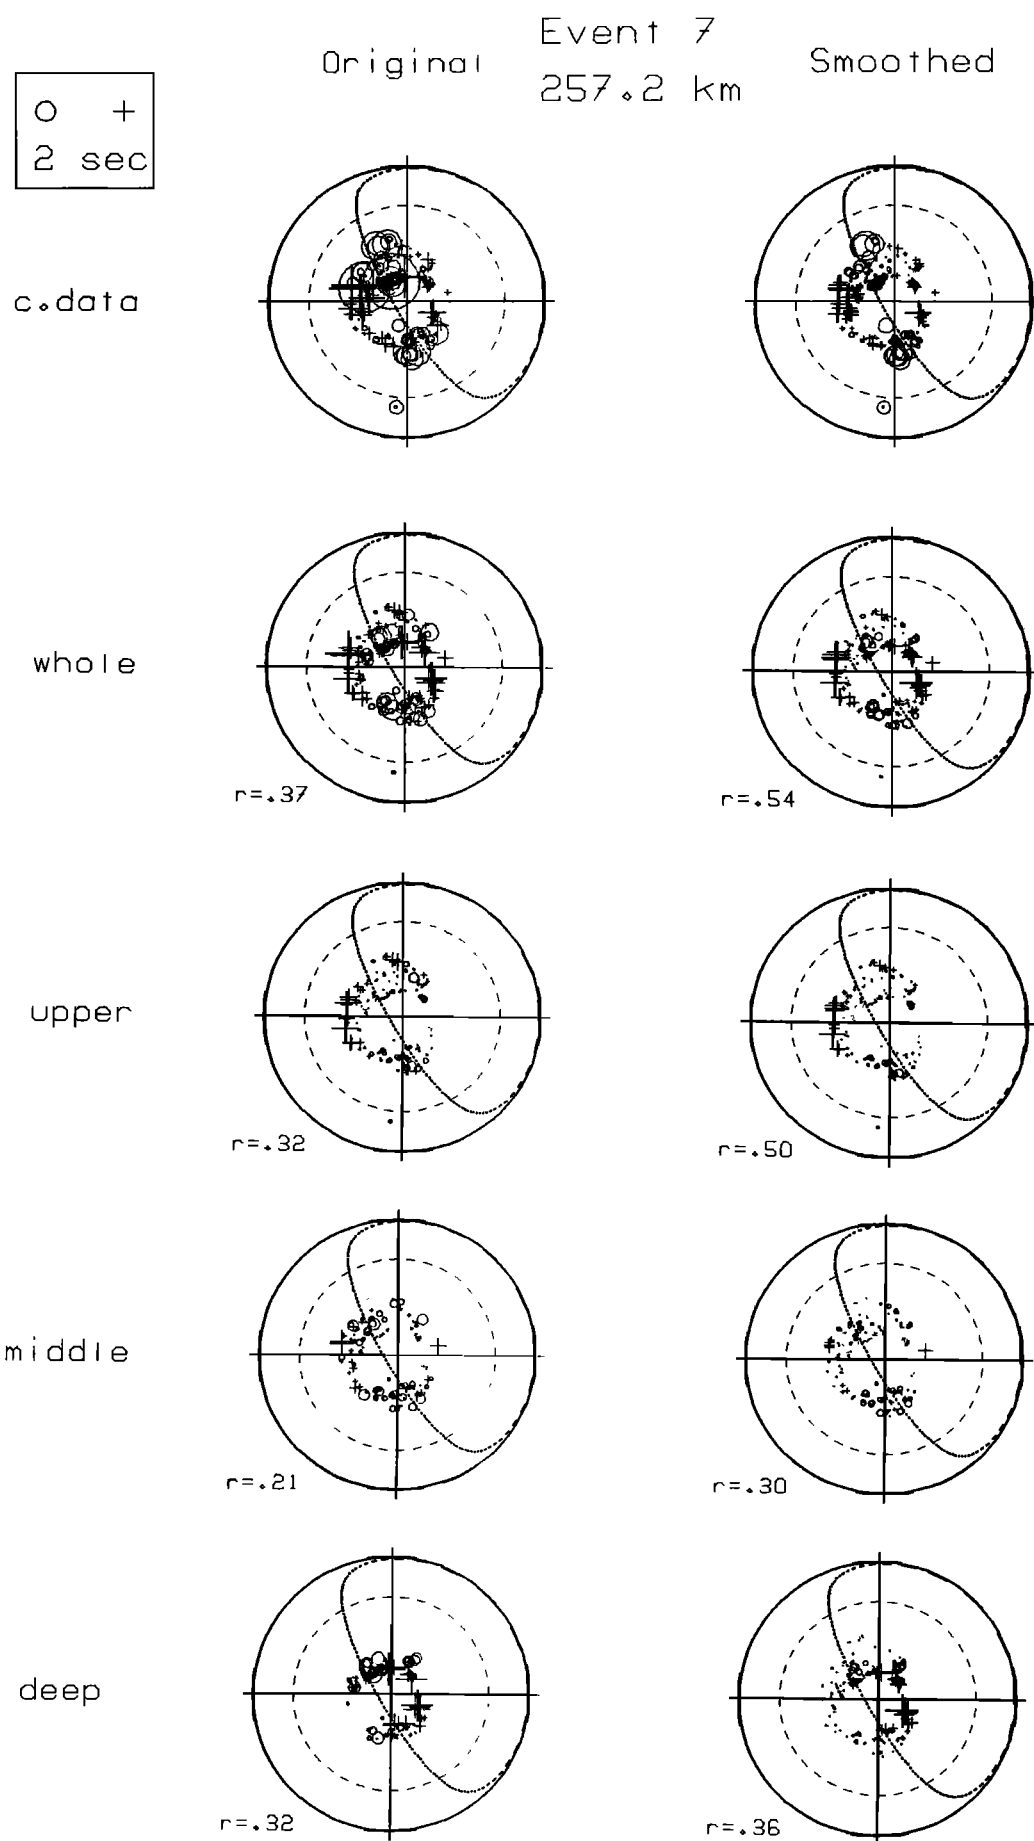 Event 7
Original
257.2 km
Smoothed
O +
2 sec
c.data
whole
r=.37
r=.54
upper
r=.32
r=.50
middle
r=.21
r=.30
deep
r=.32
r=.36